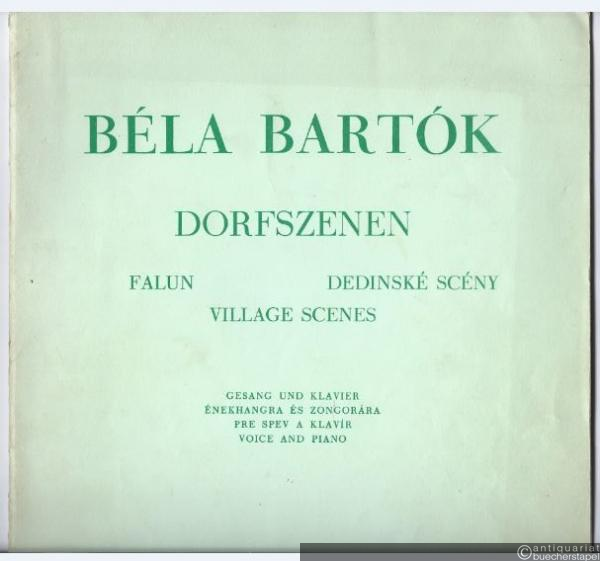 BÉLA BARTÓK
DORFSZENEN
FALUN DEDINSKÉ SCÉNY
VILLAGE SCENES
GESANG UND KLAVIER
ÉNEKHANGRA ÉS ZONGORÁRA
PRE SPEV A KLAVÍR
VOICE AND PIANO
©antiquariat
buecherstapel